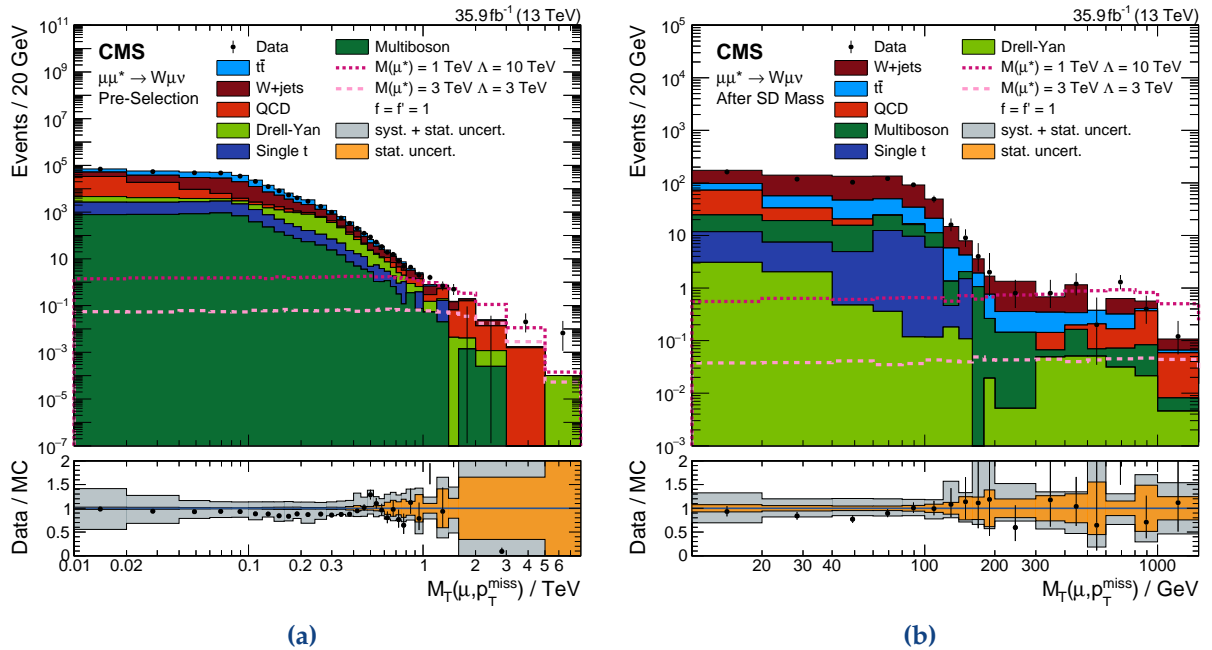 35.9 fb⁻¹ (13 TeV)
CMS
μμ* → Wμν
Pre-Selection
Data
tt̄
W+jets
QCD
Drell-Yan
Single t
Multiboson
M(μ*) = 1 TeV Λ = 10 TeV
M(μ*) = 3 TeV Λ = 3 TeV
f = f' = 1
syst. + stat. uncert.
stat. uncert.
Events / 20 GeV
10¹¹
10⁹
10⁷
10⁵
10³
10
10⁻¹
10⁻³
10⁻⁵
10⁻⁷
Data / MC
2
1.5
1
0.5
0
0.01 0.02 0.1 0.2 0.3 1 2 3 4 5 6
M_T(μ,p_T^miss) / TeV
(a)
35.9 fb⁻¹ (13 TeV)
CMS
μμ* → Wμν
After SD Mass
Data
W+jets
tt̄
QCD
Multiboson
Single t
Drell-Yan
M(μ*) = 1 TeV Λ = 10 TeV
M(μ*) = 3 TeV Λ = 3 TeV
f = f' = 1
syst. + stat. uncert.
stat. uncert.
Events / 20 GeV
10⁵
10⁴
10³
10²
10
1
10⁻¹
10⁻²
10⁻³
Data / MC
2
1.5
1
0.5
0
20 30 40 100 200 300 1000
M_T(μ,p_T^miss) / GeV
(b)